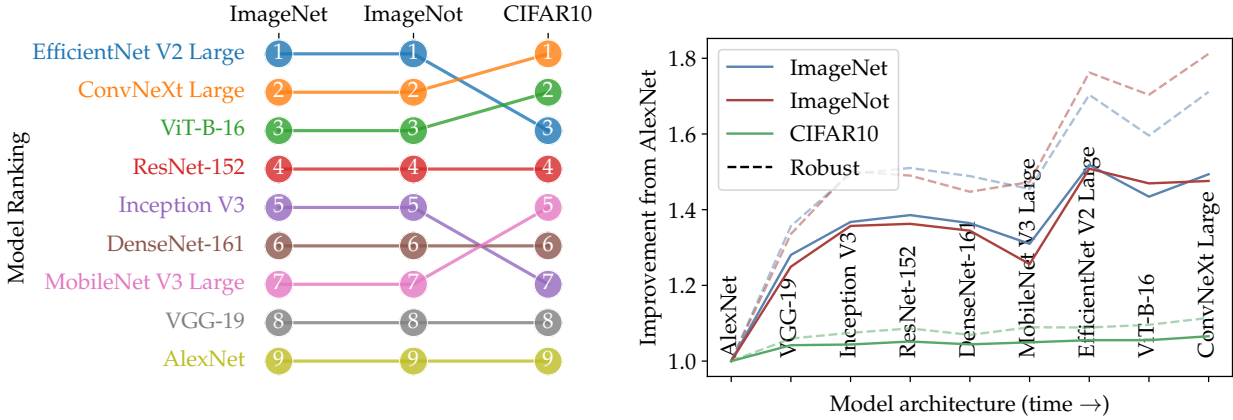 ImageNet ImageNot CIFAR10
Model Ranking
EfficientNet V2 Large 1 1 1
ConvNeXt Large 2 2 2
ViT-B-16 3 3 3
ResNet-152 4 4 4
Inception V3 5 5 5
DenseNet-161 6 6 6
MobileNet V3 Large 7 7 7
VGG-19 8 8 8
AlexNet 9 9 9
Improvement from AlexNet
1.8
1.6
1.4
1.2
1.0
ImageNet
ImageNot
CIFAR10
Robust
AlexNet
VGG-19
Inception V3
ResNet-152
DenseNet-161
MobileNet V3 Large
EfficientNet V2 Large
ViT-B-16
ConvNeXt Large
Model architecture (time →)